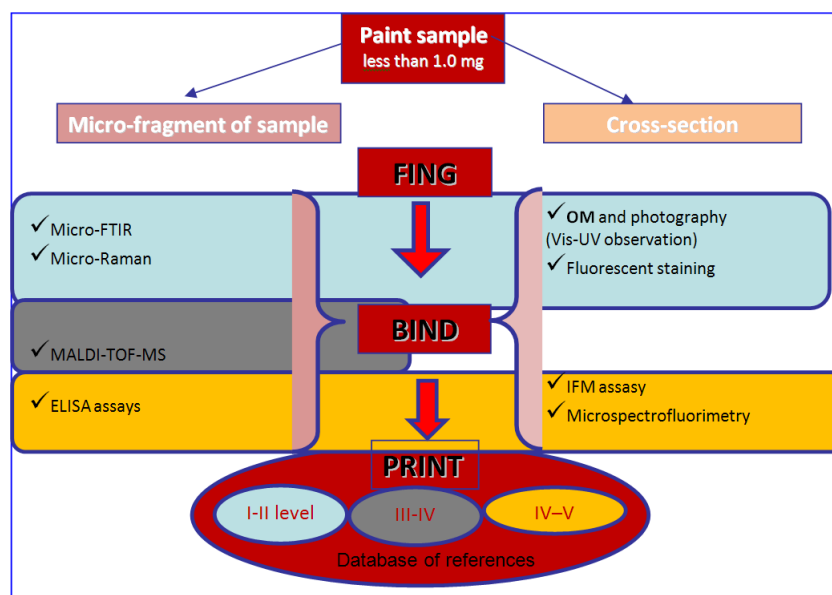 Paint sample
less than 1.0 mg
Micro-fragment of sample
Cross-section
FING
✓ Micro-FTIR
✓ Micro-Raman
✓ OM and photography
(Vis-UV observation)
✓ Fluorescent staining
BIND
✓ MALDI-TOF-MS
✓ ELISA assays
✓ IFM assasy
✓ Microspectrofluorimetry
PRINT
I-II level
III-IV
IV–V
Database of references